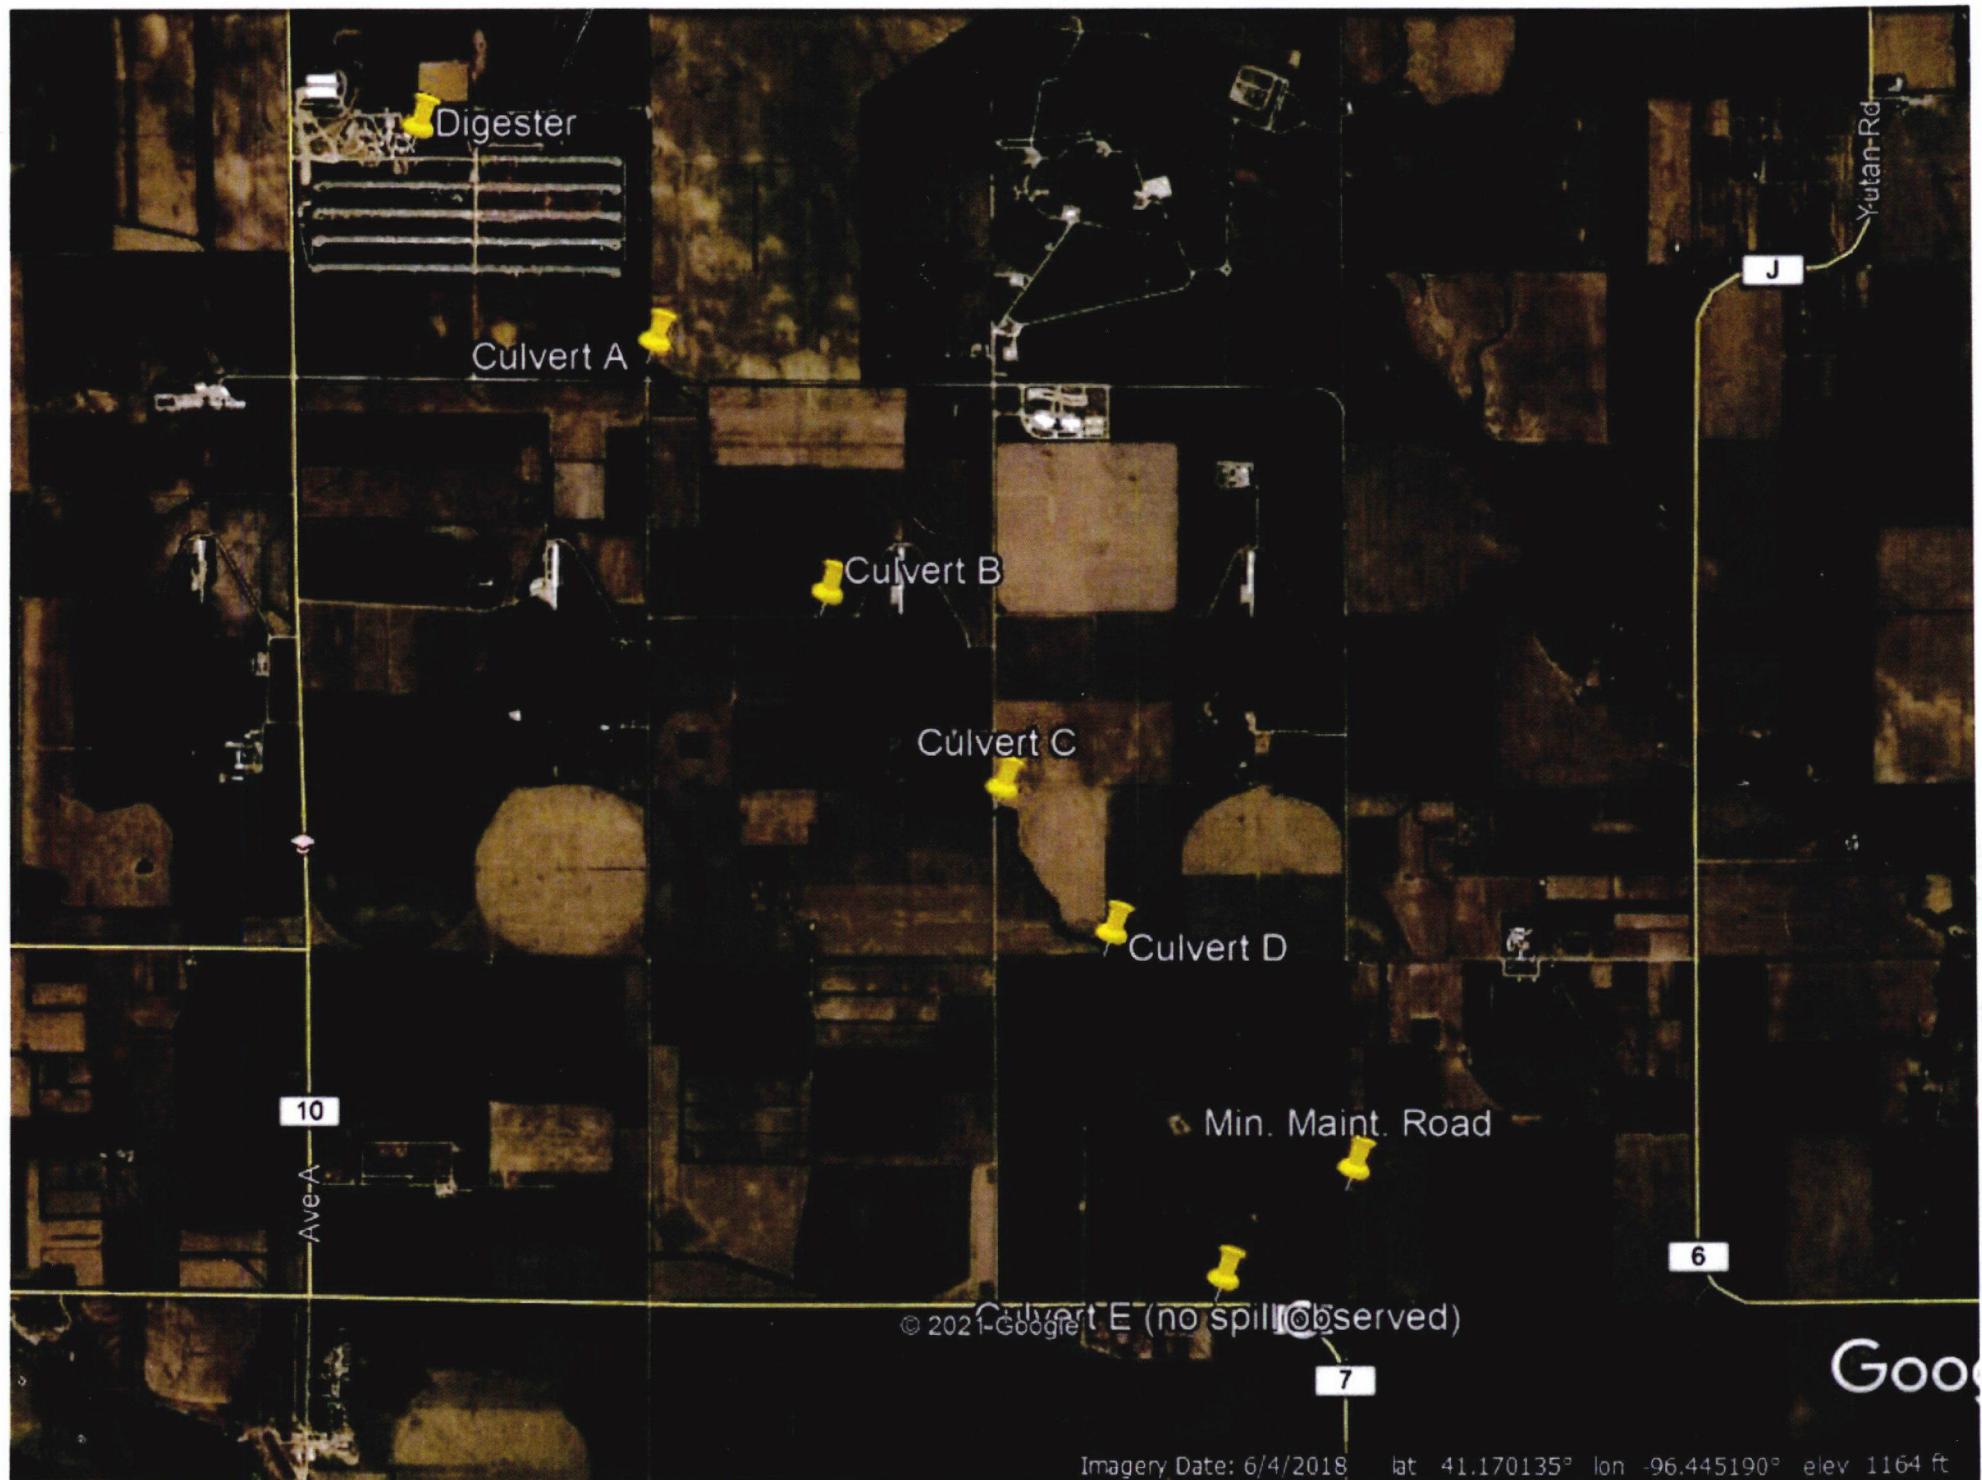 Digester
Yutan-Rd
J
Culvert A
Culvert B
Culvert C
Culvert D
10
Min. Maint. Road
Ave-A
6
Culvert E (no spill observed)
© 2021 Google
7
Goo
Imagery Date: 6/4/2018 lat 41.170135° lon -96.445190° elev 1164 ft